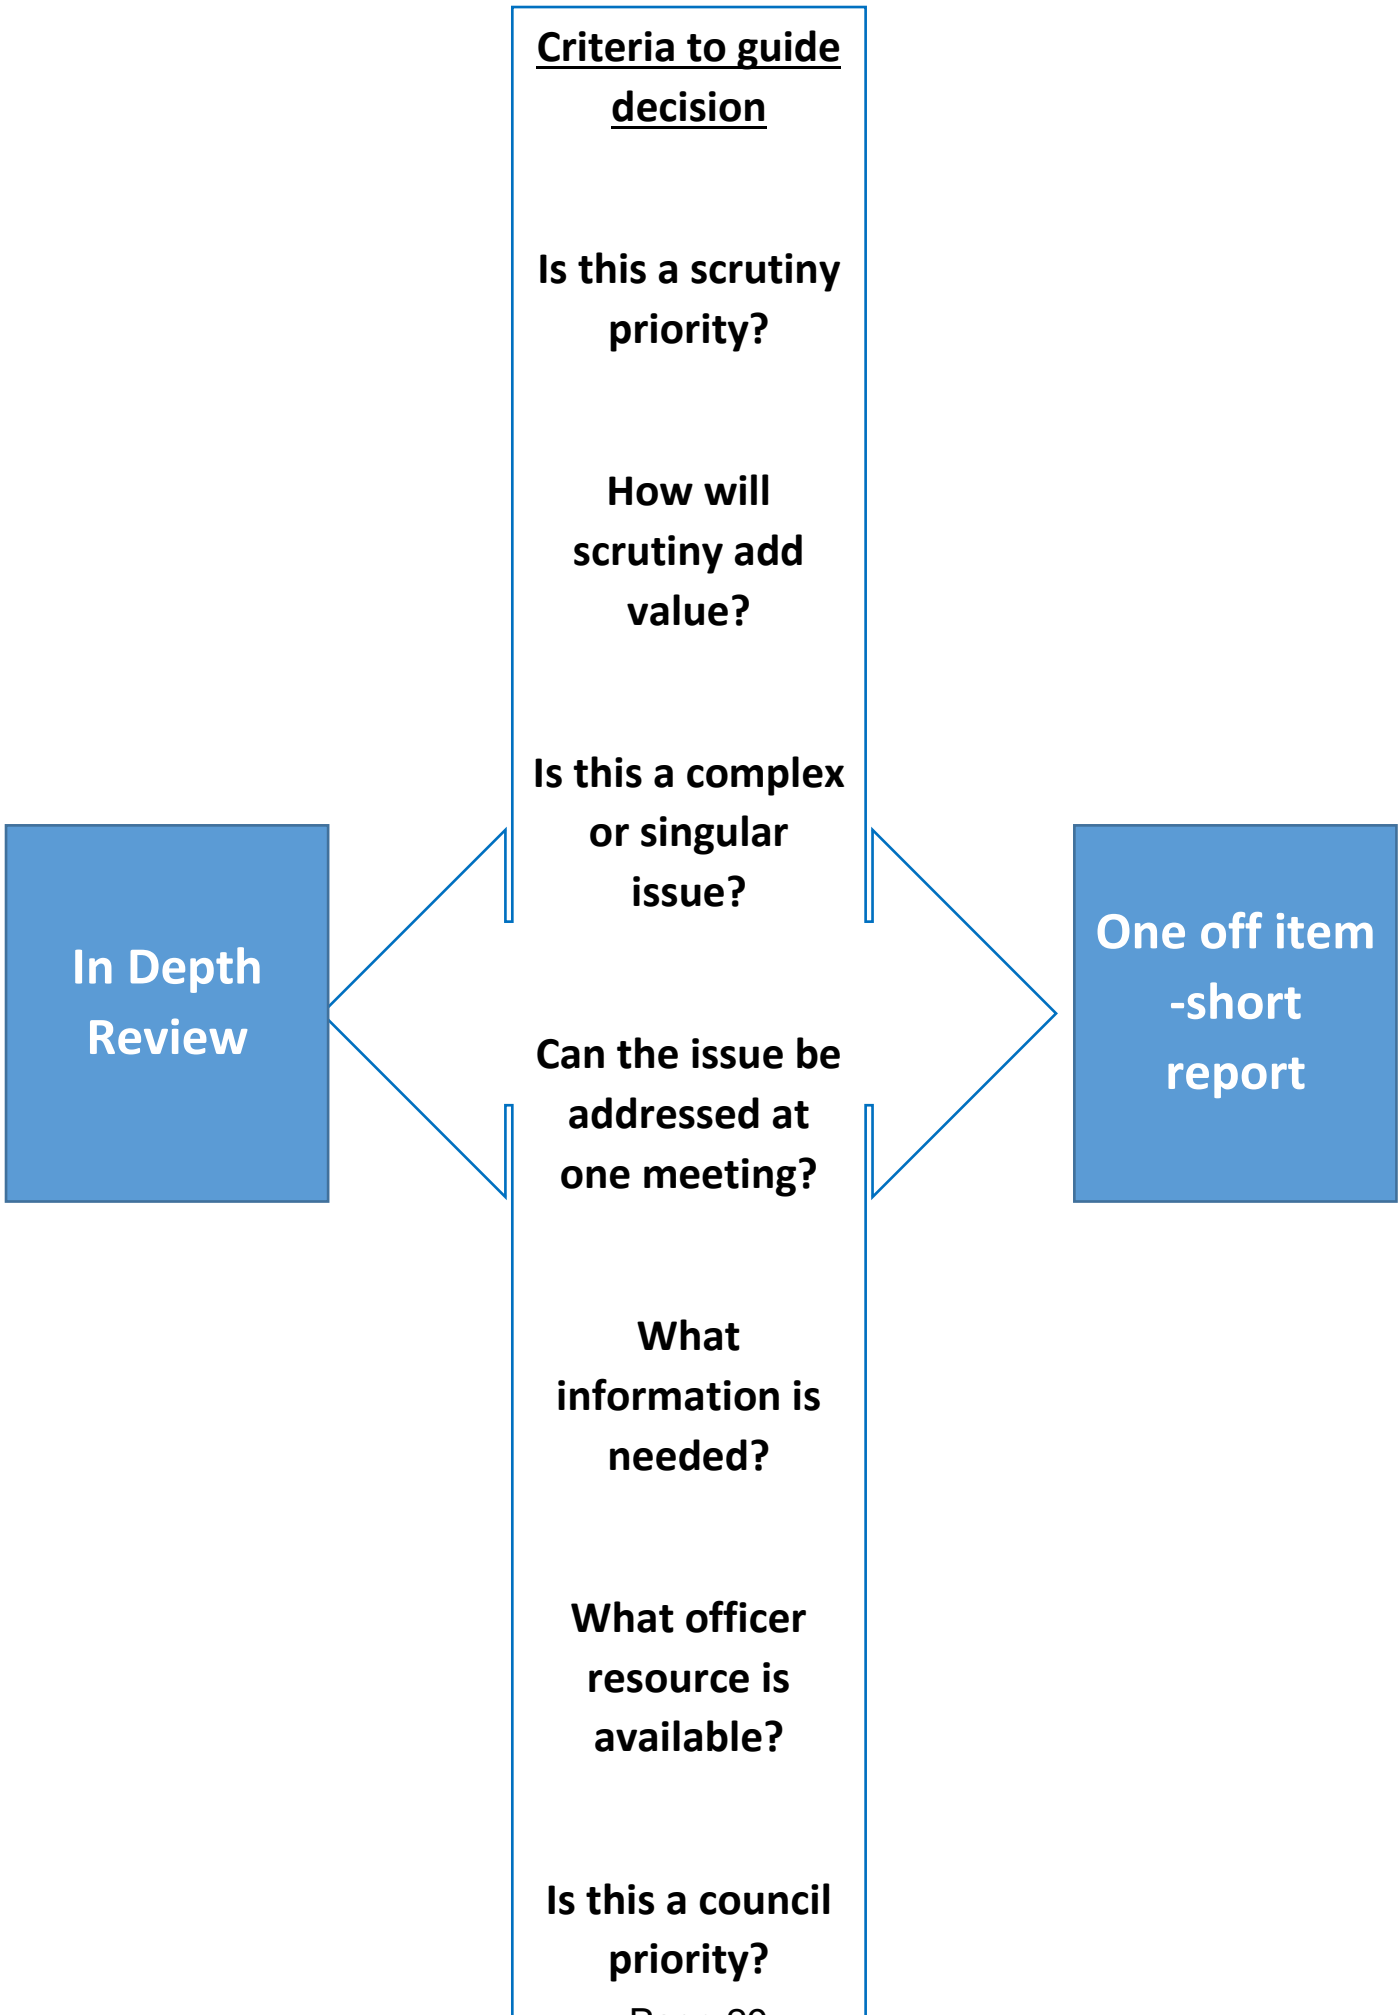 Criteria to guide
decision
Is this a scrutiny
priority?
How will
scrutiny add
value?
Is this a complex
or singular
issue?
In Depth
Review
One off item
-short
report
Can the issue be
addressed at
one meeting?
What
information is
needed?
What officer
resource is
available?
Is this a council
priority?